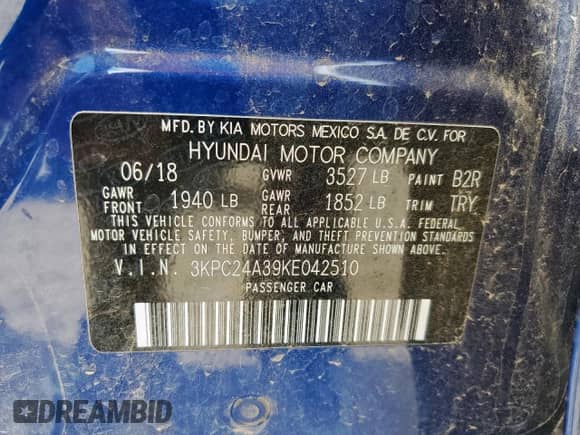 MFD. BY KIA MOTORS MEXICO S.A. DE C.V. FOR
HYUNDAI MOTOR COMPANY
06/18 GVWR 3527 LB PAINT B2R
GAWR FRONT 1940 LB GAWR REAR 1852 LB TRIM TRY
THIS VEHICLE CONFORMS TO ALL APPLICABLE U.S.A. FEDERAL
MOTOR VEHICLE SAFETY, BUMPER, AND THEFT PREVENTION STANDARDS
IN EFFECT ON THE DATE OF MANUFACTURE SHOWN ABOVE.
V.I.N. 3KPC24A39KE042510
PASSENGER CAR
DREAMBID